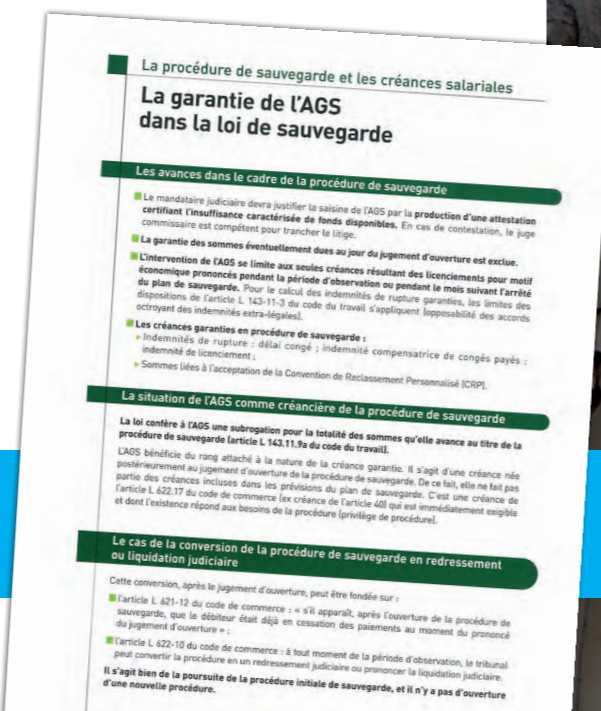 La procédure de sauvegarde et les créances salariales
La garantie de l'AGS
dans la loi de sauvegarde
Les avances dans le cadre de la procédure de sauvegarde
Le mandataire judiciaire devra justifier la saisine de l'AGS par la production d'une attestation
certifiant l'insuffisance caractérisée de fonds disponibles. En cas de contestation, le juge
commissaire est compétent pour trancher le litige.
La garantie des sommes éventuellement dues au jour du jugement d'ouverture est exclue.
L'intervention de l'AGS se limite aux seules créances résultant des licenciements pour motif
économique prononcés pendant la période d'observation ou pendant le mois suivant l'arrêté
du plan de sauvegarde. Pour le calcul des indemnités de rupture garanties, les limites des
dispositions de l'article L 143-11-3 du code du travail s'appliquent (opposabilité des accords
octroyant des indemnités extra-légales).
Les créances garanties en procédure de sauvegarde :
Indemnités de rupture : délai congé ; indemnité compensatrice de congés payés ;
indemnité de licenciement ;
Sommes liées à l'acceptation de la Convention de Reclassement Personnalisé (CRP).
La situation de l'AGS comme créancière de la procédure de sauvegarde
La loi confère à l'AGS une subrogation pour la totalité des sommes qu'elle avance au titre de la
procédure de sauvegarde (article L 143.11.9a du code du travail).
L'AGS bénéficie du rang attaché à la nature de la créance garantie. Il s'agit d'une créance née
postérieurement au jugement d'ouverture de la procédure de sauvegarde. De ce fait, elle ne fait pas
partie des créances incluses dans les prévisions du plan de sauvegarde. C'est une créance de
l'article L 622.17 du code de commerce (ex créance de l'article 40) qui est immédiatement exigible
et dont l'existence répond aux besoins de la procédure (privilège de procédure).
Le cas de la conversion de la procédure de sauvegarde en redressement
ou liquidation judiciaire
Cette conversion, après le jugement d'ouverture, peut être fondée sur :
l'article L 621-12 du code de commerce : « s'il apparaît, après l'ouverture de la procédure de
sauvegarde, que le débiteur était déjà en cessation des paiements au moment du prononcé
du jugement d'ouverture » ;
l'article L 622-10 du code de commerce : à tout moment de la période d'observation, le tribunal
peut convertir la procédure en un redressement judiciaire ou prononcer la liquidation judiciaire.
Il s'agit bien de la poursuite de la procédure initiale de sauvegarde, et il n'y a pas d'ouverture
d'une nouvelle procédure.